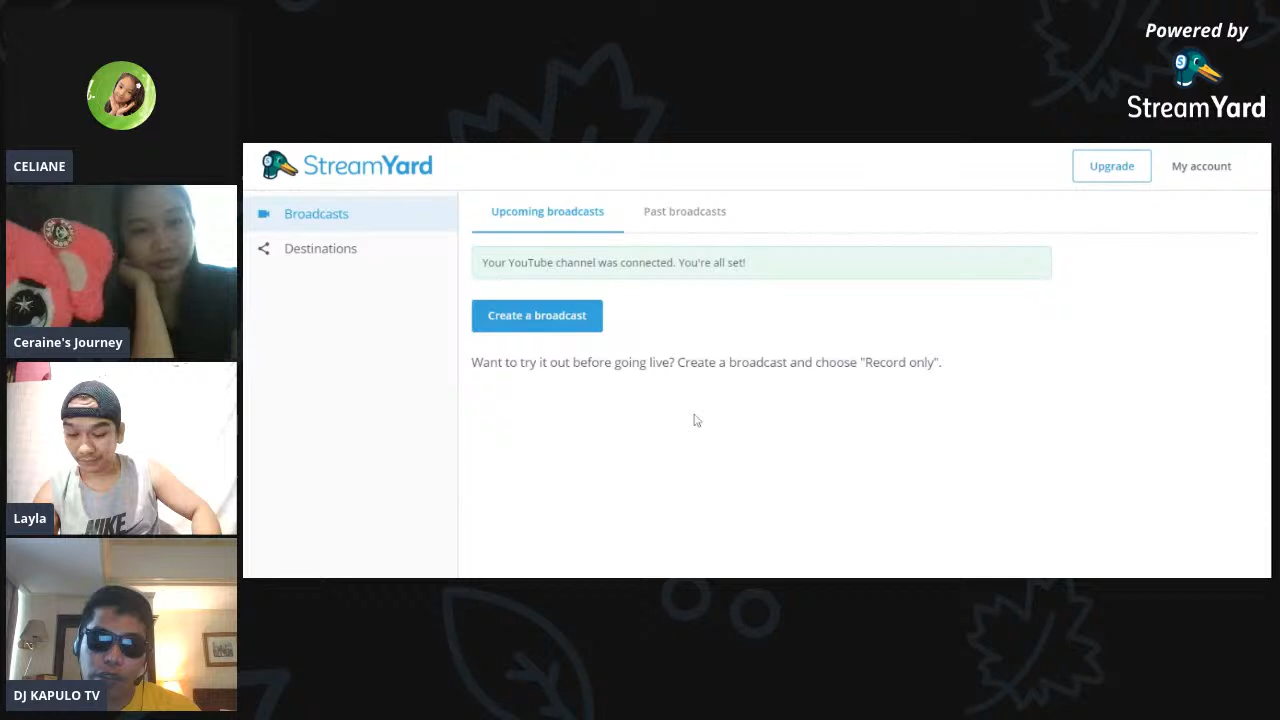 Powered by
StreamYard
CELIANE
Ceraine's Journey
Layla
NIKE
DJ KAPULO TV
StreamYard
Upgrade
My account
Broadcasts
Destinations
Upcoming broadcasts
Past broadcasts
Your YouTube channel was connected. You're all set!
Create a broadcast
Want to try it out before going live? Create a broadcast and choose "Record only".